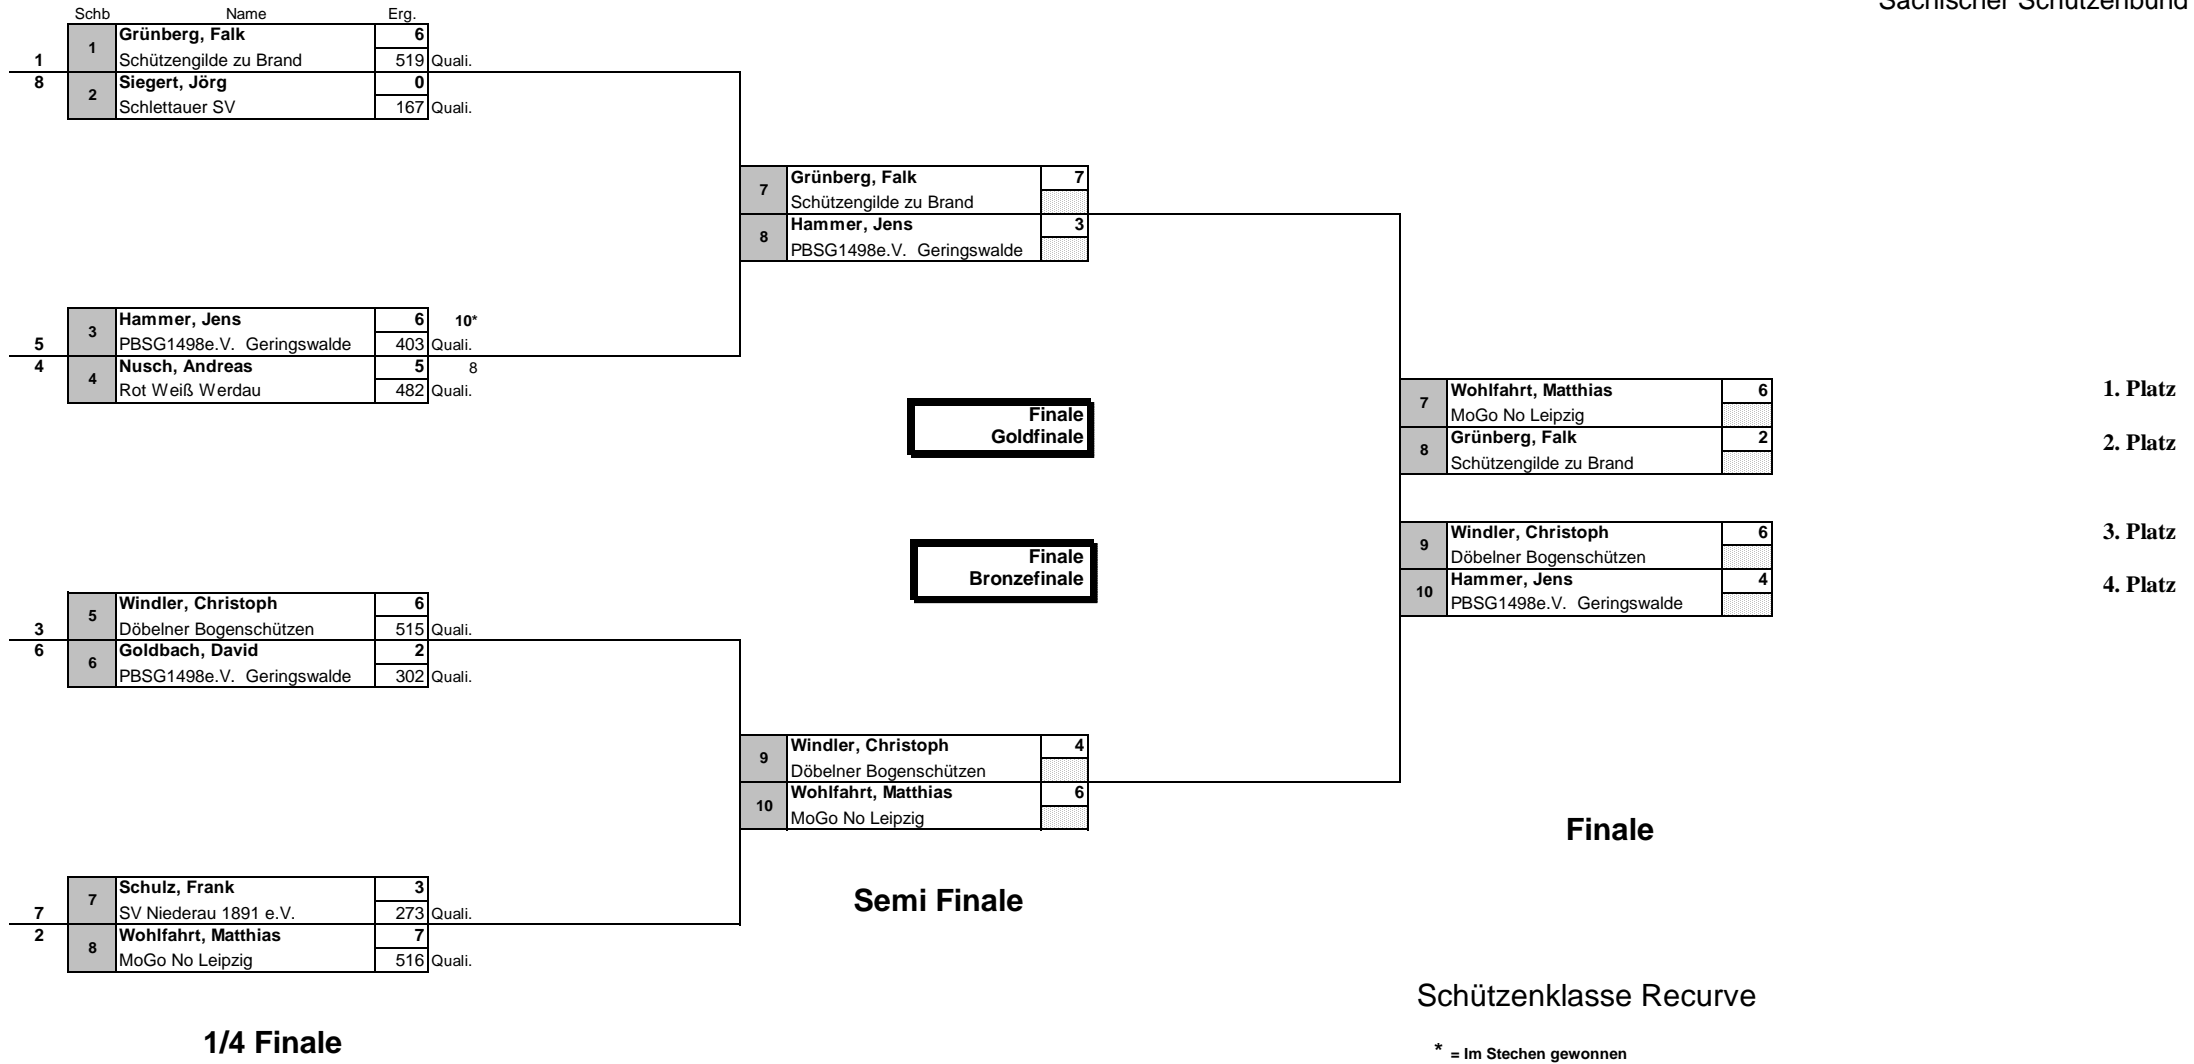 Sächsischer Schützenbund
Schb Name Erg.
1 Grünberg, Falk 6
1 Schützengilde zu Brand 519 Quali.
8 Siegert, Jörg 0
2 Schlettauer SV 167 Quali.
7 Grünberg, Falk 7
Schützengilde zu Brand
8 Hammer, Jens 3
PBSG1498e.V. Geringswalde
3 Hammer, Jens 6 10*
5 PBSG1498e.V. Geringswalde 403 Quali.
4 Nusch, Andreas 5 8
4 Rot Weiß Werdau 482 Quali.
Finale
Goldfinale
7 Wohlfahrt, Matthias 6 1. Platz
MoGo No Leipzig
8 Grünberg, Falk 2 2. Platz
Schützengilde zu Brand
Finale
Bronzefinale
9 Windler, Christoph 6 3. Platz
Döbelner Bogenschützen
10 Hammer, Jens 4 4. Platz
PBSG1498e.V. Geringswalde
5 Windler, Christoph 6
3 Döbelner Bogenschützen 515 Quali.
6 Goldbach, David 2
6 PBSG1498e.V. Geringswalde 302 Quali.
9 Windler, Christoph 4
Döbelner Bogenschützen
10 Wohlfahrt, Matthias 6
MoGo No Leipzig
Finale
7 Schulz, Frank 3
7 SV Niederau 1891 e.V. 273 Quali.
2 Wohlfahrt, Matthias 7
8 MoGo No Leipzig 516 Quali.
Semi Finale
Schützenklasse Recurve
1/4 Finale
* = Im Stechen gewonnen